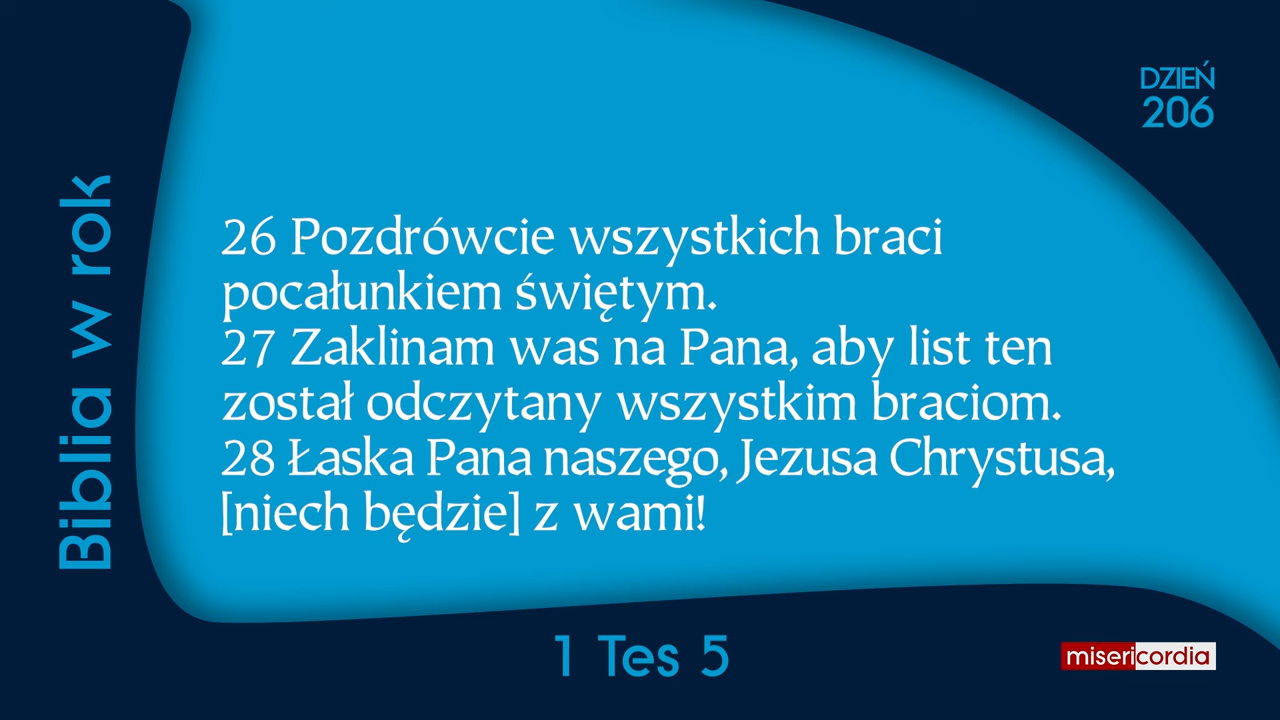 DZIEŃ
206
Biblia w rok
26 Pozdrówcie wszystkich braci
pocałunkiem świętym.
27 Zaklinam was na Pana, aby list ten
został odczytany wszystkim braciom.
28 Łaska Pana naszego, Jezusa Chrystusa,
[niech będzie] z wami!
1 Tes 5
misericordia